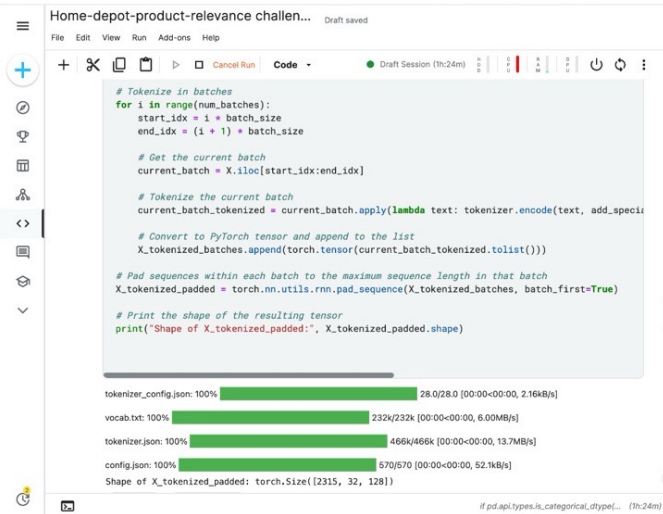 Home-depot-product-relevance challen... Draft saved
File Edit View Run Add-ons Help
Cancel Run Code Draft Session (1h:24m) HDD CPU RAM GPU
# Tokenize in batches
for i in range(num_batches):
start_idx = i * batch_size
end_idx = (i + 1) * batch_size
# Get the current batch
current_batch = X.iloc[start_idx:end_idx]
# Tokenize the current batch
current_batch_tokenized = current_batch.apply(lambda text: tokenizer.encode(text, add_specia
# Convert to PyTorch tensor and append to the list
X_tokenized_batches.append(torch.tensor(current_batch_tokenized.tolist()))
# Pad sequences within each batch to the maximum sequence length in that batch
X_tokenized_padded = torch.nn.utils.rnn.pad_sequence(X_tokenized_batches, batch_first=True)
# Print the shape of the resulting tensor
print("Shape of X_tokenized_padded:", X_tokenized_padded.shape)
tokenizer_config.json: 100% 28.0/28.0 [00:00<00:00, 2.16kB/s]
vocab.txt: 100% 232k/232k [00:00<00:00, 6.00MB/s]
tokenizer.json: 100% 466k/466k [00:00<00:00, 13.7MB/s]
config.json: 100% 570/570 [00:00<00:00, 52.1kB/s]
Shape of X_tokenized_padded: torch.Size([2315, 32, 128])
if pd.api.types.is_categorical_dtype(... (1h:24m)